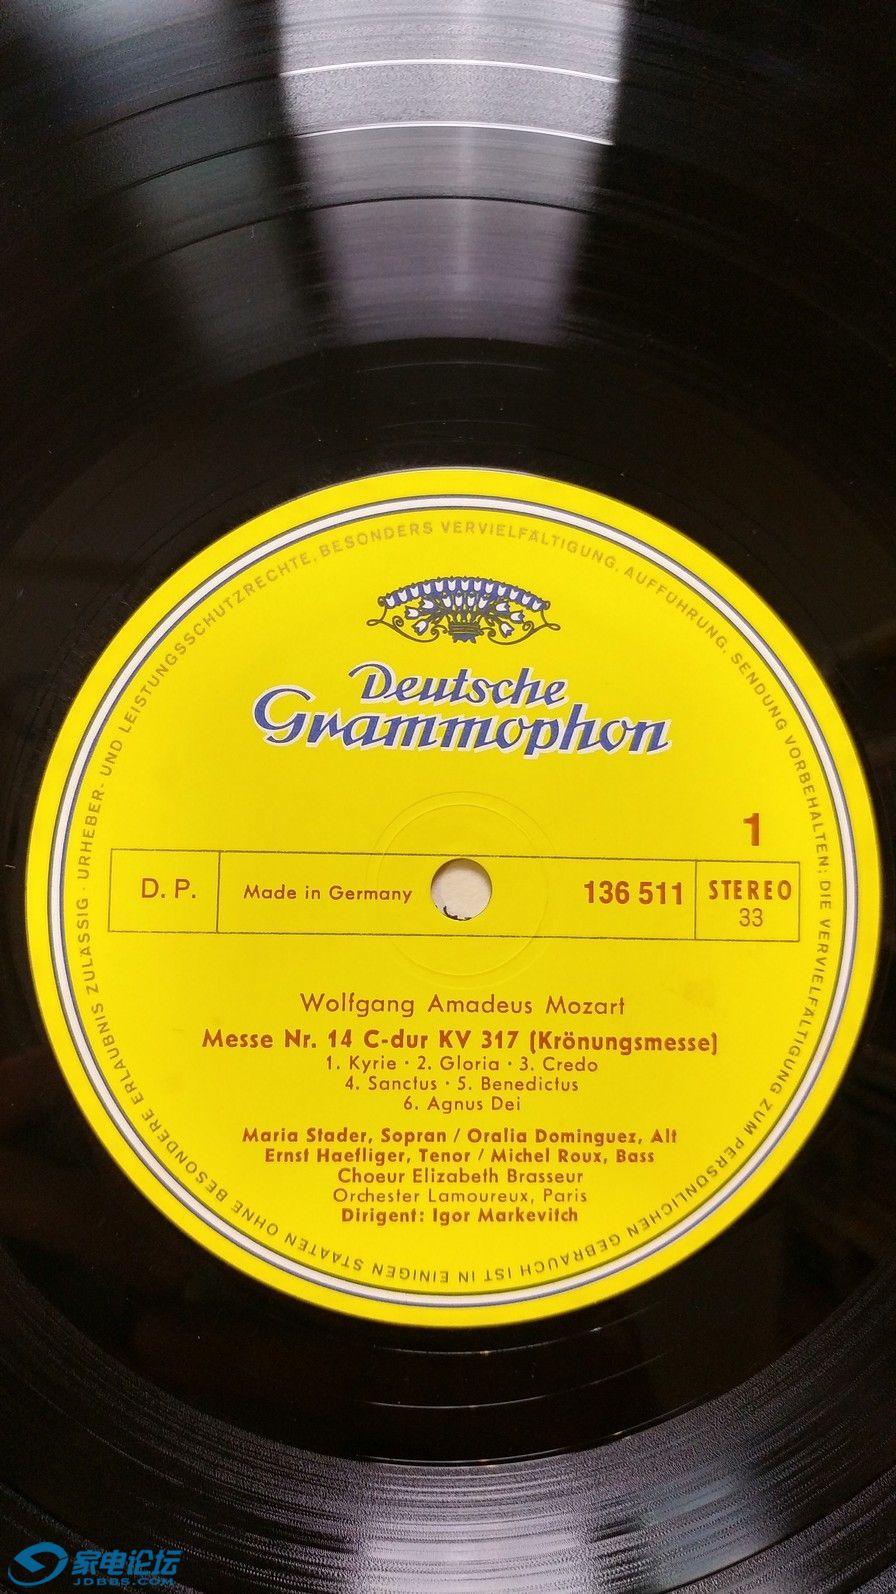 URHEBER- UND LEISTUNGSSCHUTZRECHTE, BESONDERS VERVIELFÄLTIGUNG, AUFFÜHRUNG, SENDUNG VORBEHALTEN; DIE VERVIELFÄLTIGUNG ZUM PERSÖNLICHEN GEBRAUCH IST IN EINIGEN STAATEN OHNE BESONDERE ERLAUBNIS ZULÄSSIG ·
Deutsche
Grammophon
1
D. P. Made in Germany 136 511 STEREO
33
Wolfgang Amadeus Mozart
Messe Nr. 14 C-dur KV 317 (Krönungsmesse)
1. Kyrie · 2. Gloria · 3. Credo
4. Sanctus · 5. Benedictus
6. Agnus Dei
Maria Stader, Sopran / Oralia Dominguez, Alt
Ernst Haefliger, Tenor / Michel Roux, Bass
Choeur Elizabeth Brasseur
Orchester Lamoureux, Paris
Dirigent: Igor Markevitch
家电论坛
JDBBS.COM